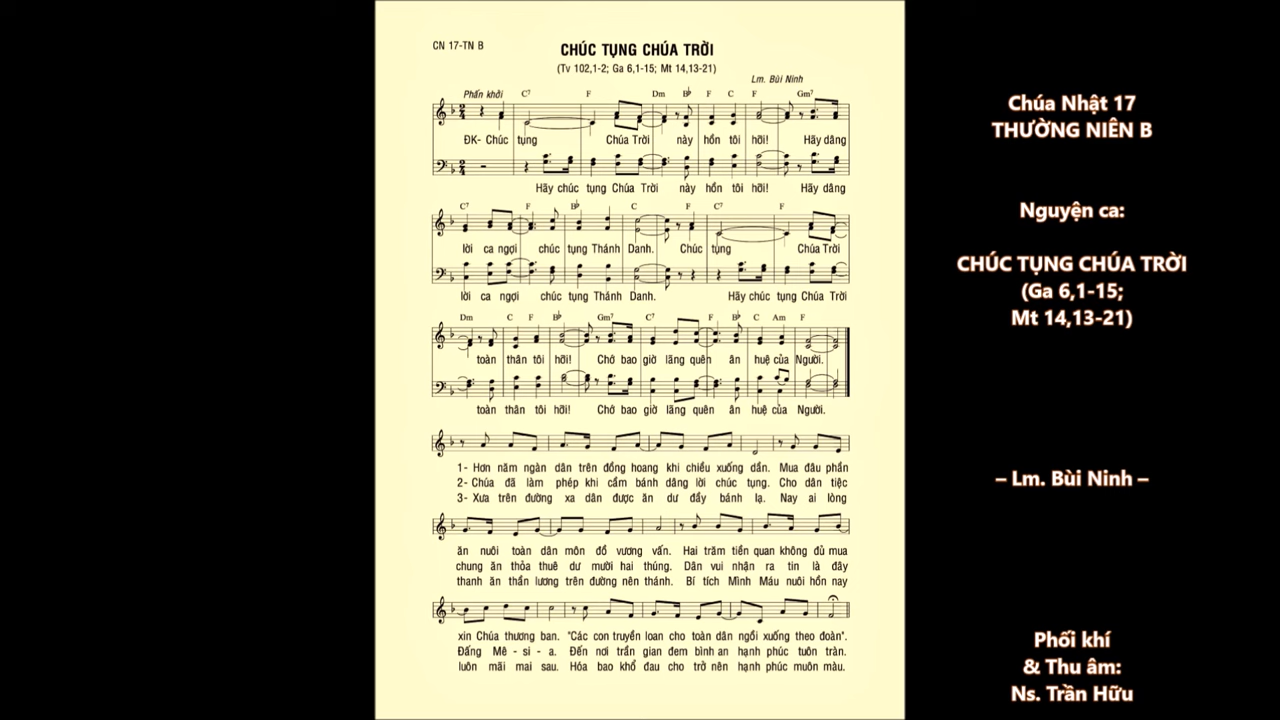 CN 17-TN B
CHÚC TỤNG CHÚA TRỜI
(Tv 102,1-2; Ga 6,1-15; Mt 14,13-21)
Lm. Bùi Ninh
Phấn khởi C7 F Dm Bb F C F Gm7
ĐK- Chúc tụng Chúa Trời này hồn tôi hỡi! Hãy dâng
Hãy chúc tụng Chúa Trời này hồn tôi hỡi! Hãy dâng
C7 F Bb C F C7 F
lời ca ngợi chúc tụng Thánh Danh. Chúc tụng Chúa Trời
lời ca ngợi chúc tụng Thánh Danh. Hãy chúc tụng Chúa Trời
Dm C F Bb Gm7 C7 F Bb C Am F
toàn thân tôi hỡi! Chớ bao giờ lãng quên ân huệ của Người.
toàn thân tôi hỡi! Chớ bao giờ lãng quên ân huệ của Người.
1- Hơn năm ngàn dân trên đồng hoang khi chiều xuống dần. Mua đâu phần
2- Chúa đã làm phép khi cầm bánh dâng lời chúc tụng. Cho dân tiệc
3- Xưa trên đường xa dân được ăn dư đầy bánh lạ. Nay ai lòng
ăn nuôi toàn dân môn đồ vương vấn. Hai trăm tiền quan không đủ mua
chung ăn thỏa thuê dư mười hai thúng. Dân vui nhận ra tin là đây
thanh ăn thần lương trên đường nên thánh. Bí tích Mình Máu nuôi hồn nay
xin Chúa thương ban. "Các con truyền loan cho toàn dân ngồi xuống theo đoàn".
Đấng Mê - si - a. Đến nơi trần gian đem bình an hạnh phúc tuôn tràn.
luôn mãi mai sau. Hóa bao khổ đau cho trở nên hạnh phúc muôn màu.
Chúa Nhật 17
THƯỜNG NIÊN B
Nguyện ca:
CHÚC TỤNG CHÚA TRỜI
(Ga 6,1-15;
Mt 14,13-21)
– Lm. Bùi Ninh –
Phối khí
& Thu âm:
Ns. Trần Hữu